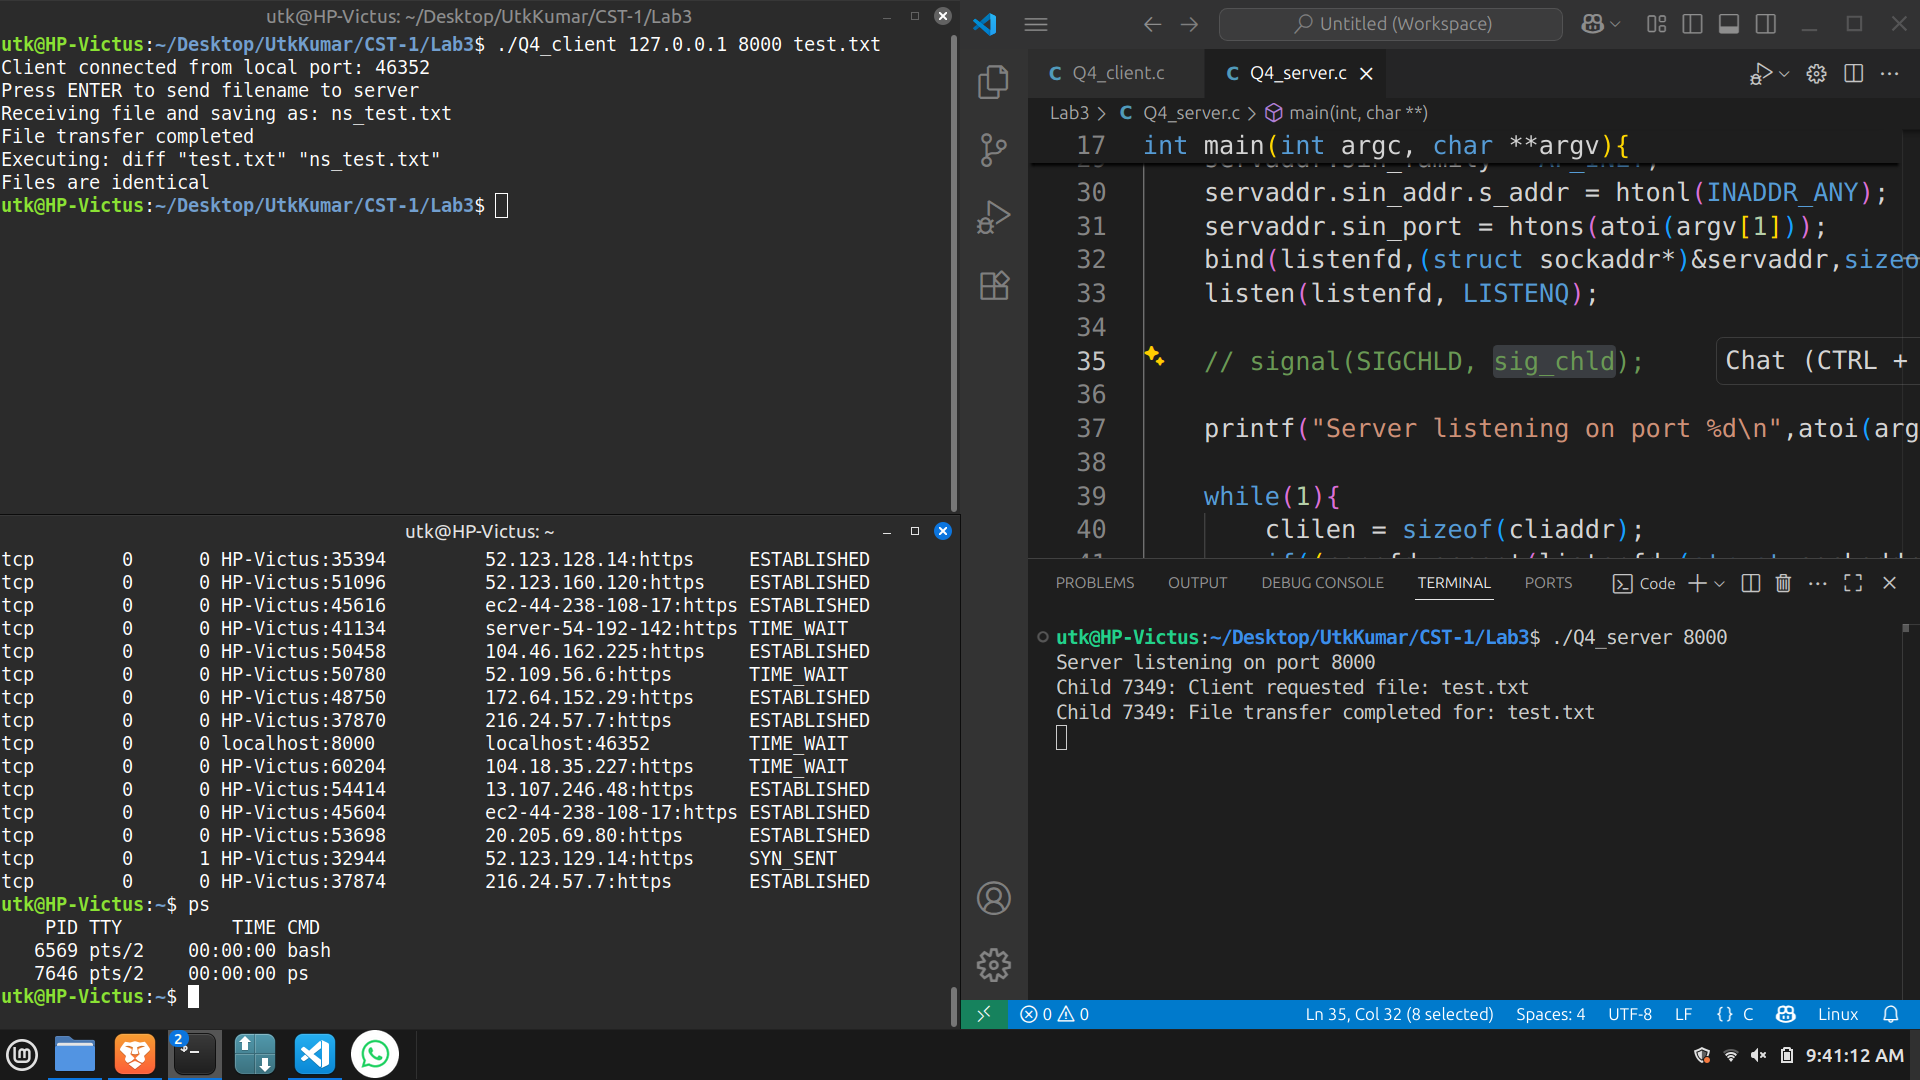 utk@HP-Victus: ~/Desktop/UtkKumar/CST-1/Lab3
utk@HP-Victus:~/Desktop/UtkKumar/CST-1/Lab3$ ./Q4_client 127.0.0.1 8000 test.txt
Client connected from local port: 46352
Press ENTER to send filename to server
Receiving file and saving as: ns_test.txt
File transfer completed
Executing: diff "test.txt" "ns_test.txt"
Files are identical
utk@HP-Victus:~/Desktop/UtkKumar/CST-1/Lab3$
utk@HP-Victus: ~
tcp 0 0 HP-Victus:35394 52.123.128.14:https ESTABLISHED
tcp 0 0 HP-Victus:51096 52.123.160.120:https ESTABLISHED
tcp 0 0 HP-Victus:45616 ec2-44-238-108-17:https ESTABLISHED
tcp 0 0 HP-Victus:41134 server-54-192-142:https TIME_WAIT
tcp 0 0 HP-Victus:50458 104.46.162.225:https ESTABLISHED
tcp 0 0 HP-Victus:50780 52.109.56.6:https TIME_WAIT
tcp 0 0 HP-Victus:48750 172.64.152.29:https ESTABLISHED
tcp 0 0 HP-Victus:37870 216.24.57.7:https ESTABLISHED
tcp 0 0 localhost:8000 localhost:46352 TIME_WAIT
tcp 0 0 HP-Victus:60204 104.18.35.227:https TIME_WAIT
tcp 0 0 HP-Victus:54414 13.107.246.48:https ESTABLISHED
tcp 0 0 HP-Victus:45604 ec2-44-238-108-17:https ESTABLISHED
tcp 0 0 HP-Victus:53698 20.205.69.80:https ESTABLISHED
tcp 0 1 HP-Victus:32944 52.123.129.14:https SYN_SENT
tcp 0 0 HP-Victus:37874 216.24.57.7:https ESTABLISHED
utk@HP-Victus:~$ ps
PID TTY TIME CMD
6569 pts/2 00:00:00 bash
7646 pts/2 00:00:00 ps
utk@HP-Victus:~$
Untitled (Workspace)
C Q4_client.c C Q4_server.c
Lab3 > C Q4_server.c > main(int, char **)
17 int main(int argc, char **argv){
30 servaddr.sin_addr.s_addr = htonl(INADDR_ANY);
31 servaddr.sin_port = htons(atoi(argv[1]));
32 bind(listenfd,(struct sockaddr*)&servaddr,sizeo
33 listen(listenfd, LISTENQ);
34
35 // signal(SIGCHLD, sig_chld); Chat (CTRL +
36
37 printf("Server listening on port %d\n",atoi(arg
38
39 while(1){
40 clilen = sizeof(cliaddr);
PROBLEMS OUTPUT DEBUG CONSOLE TERMINAL PORTS Code
utk@HP-Victus:~/Desktop/UtkKumar/CST-1/Lab3$ ./Q4_server 8000
Server listening on port 8000
Child 7349: Client requested file: test.txt
Child 7349: File transfer completed for: test.txt
0 0 Ln 35, Col 32 (8 selected) Spaces: 4 UTF-8 LF {} C Linux
2
9:41:12 AM